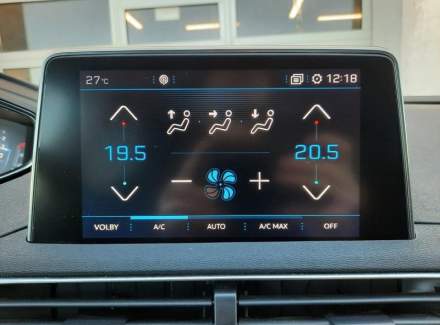 27°C 12:18
19.5 20.5
VOLBY A/C AUTO A/C MAX OFF